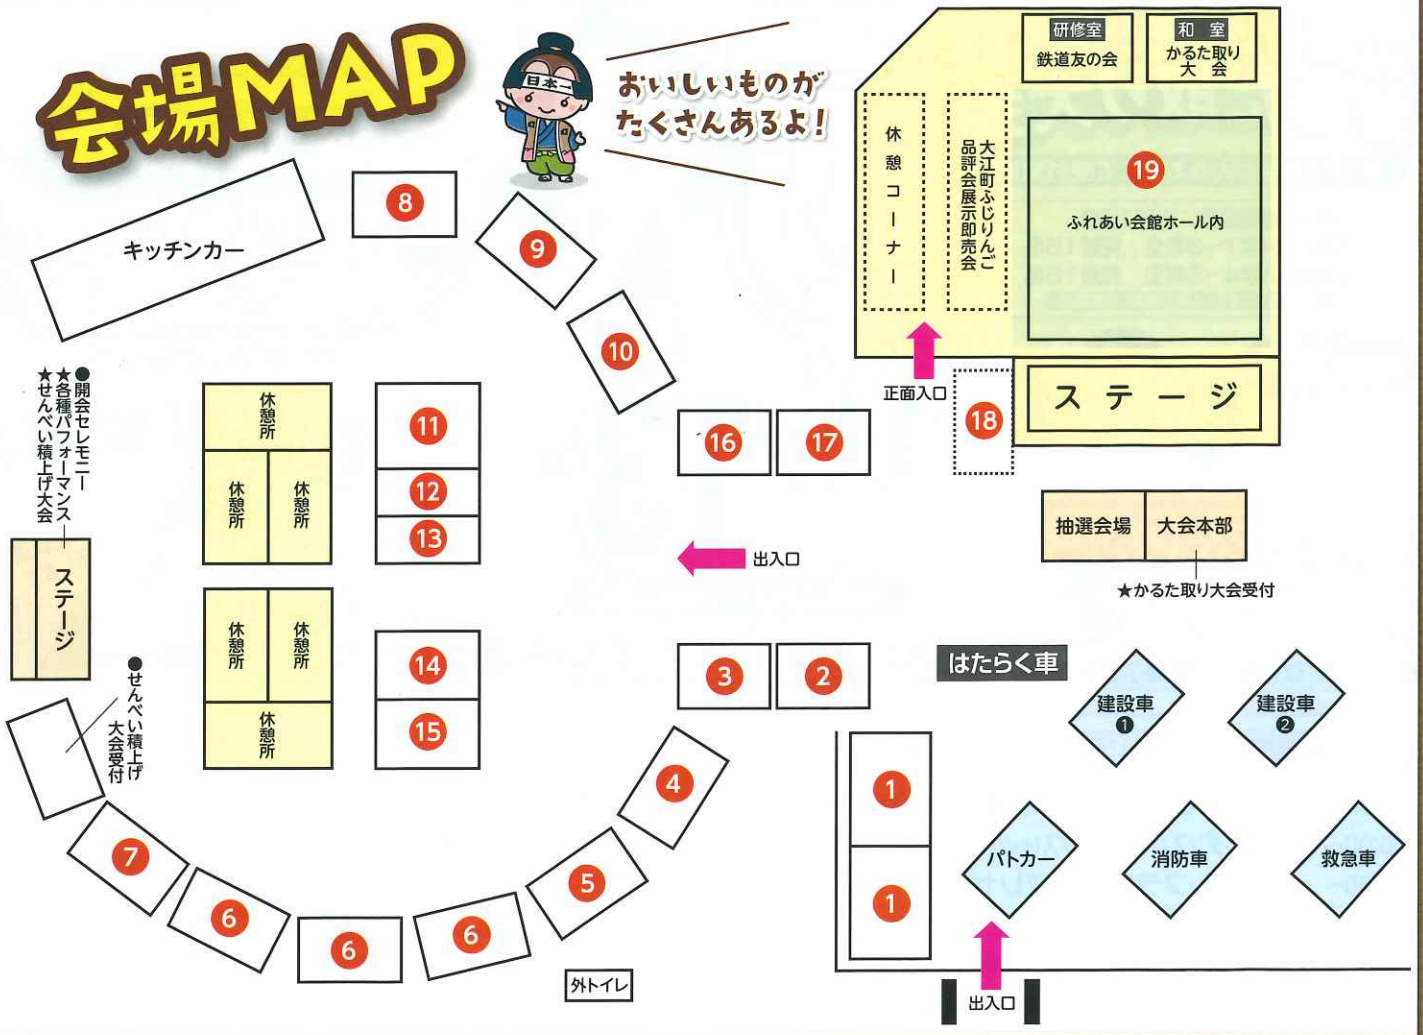 会場MAP
日本一
おいしいものが
たくさんあるよ!
研修室
鉄道友の会
和 室
かるた取り
大 会
休憩コーナー
大江町ふじりんご
品評会展示即売会
19
ふれあい会館ホール内
正面入口
18
ステージ
キッチンカー
8
9
10
●開会セレモニー
★各種パフォーマンス
★せんべい積上げ大会
ステージ
休憩所
休憩所
休憩所
11
12
13
16
17
出入口
抽選会場
大会本部
★かるた取り大会受付
休憩所
休憩所
休憩所
14
15
3
2
はたらく車
建設車
1
建設車
2
●せんべい積上げ
大会受付
4
1
1
パトカー
消防車
救急車
7
6
6
6
5
外トイレ
出入口